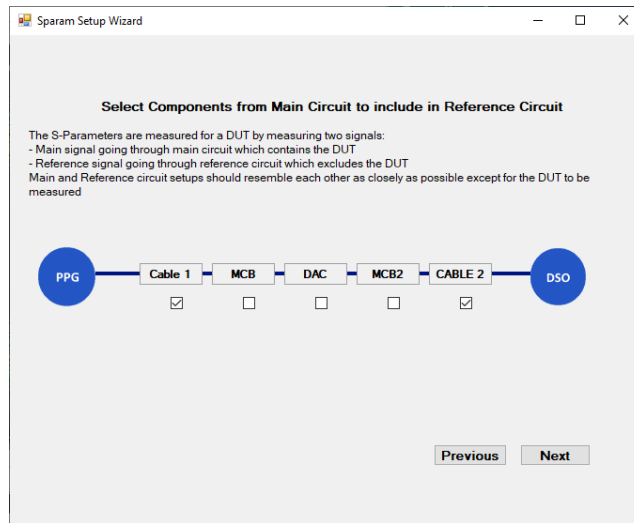 Sparam Setup Wizard
Select Components from Main Circuit to include in Reference Circuit
The S-Parameters are measured for a DUT by measuring two signals:
- Main signal going through main circuit which contains the DUT
- Reference signal going through reference circuit which excludes the DUT
Main and Reference circuit setups should resemble each other as closely as possible except for the DUT to be
measured
PPG Cable 1 MCB DAC MCB2 CABLE 2 DSO
Previous Next